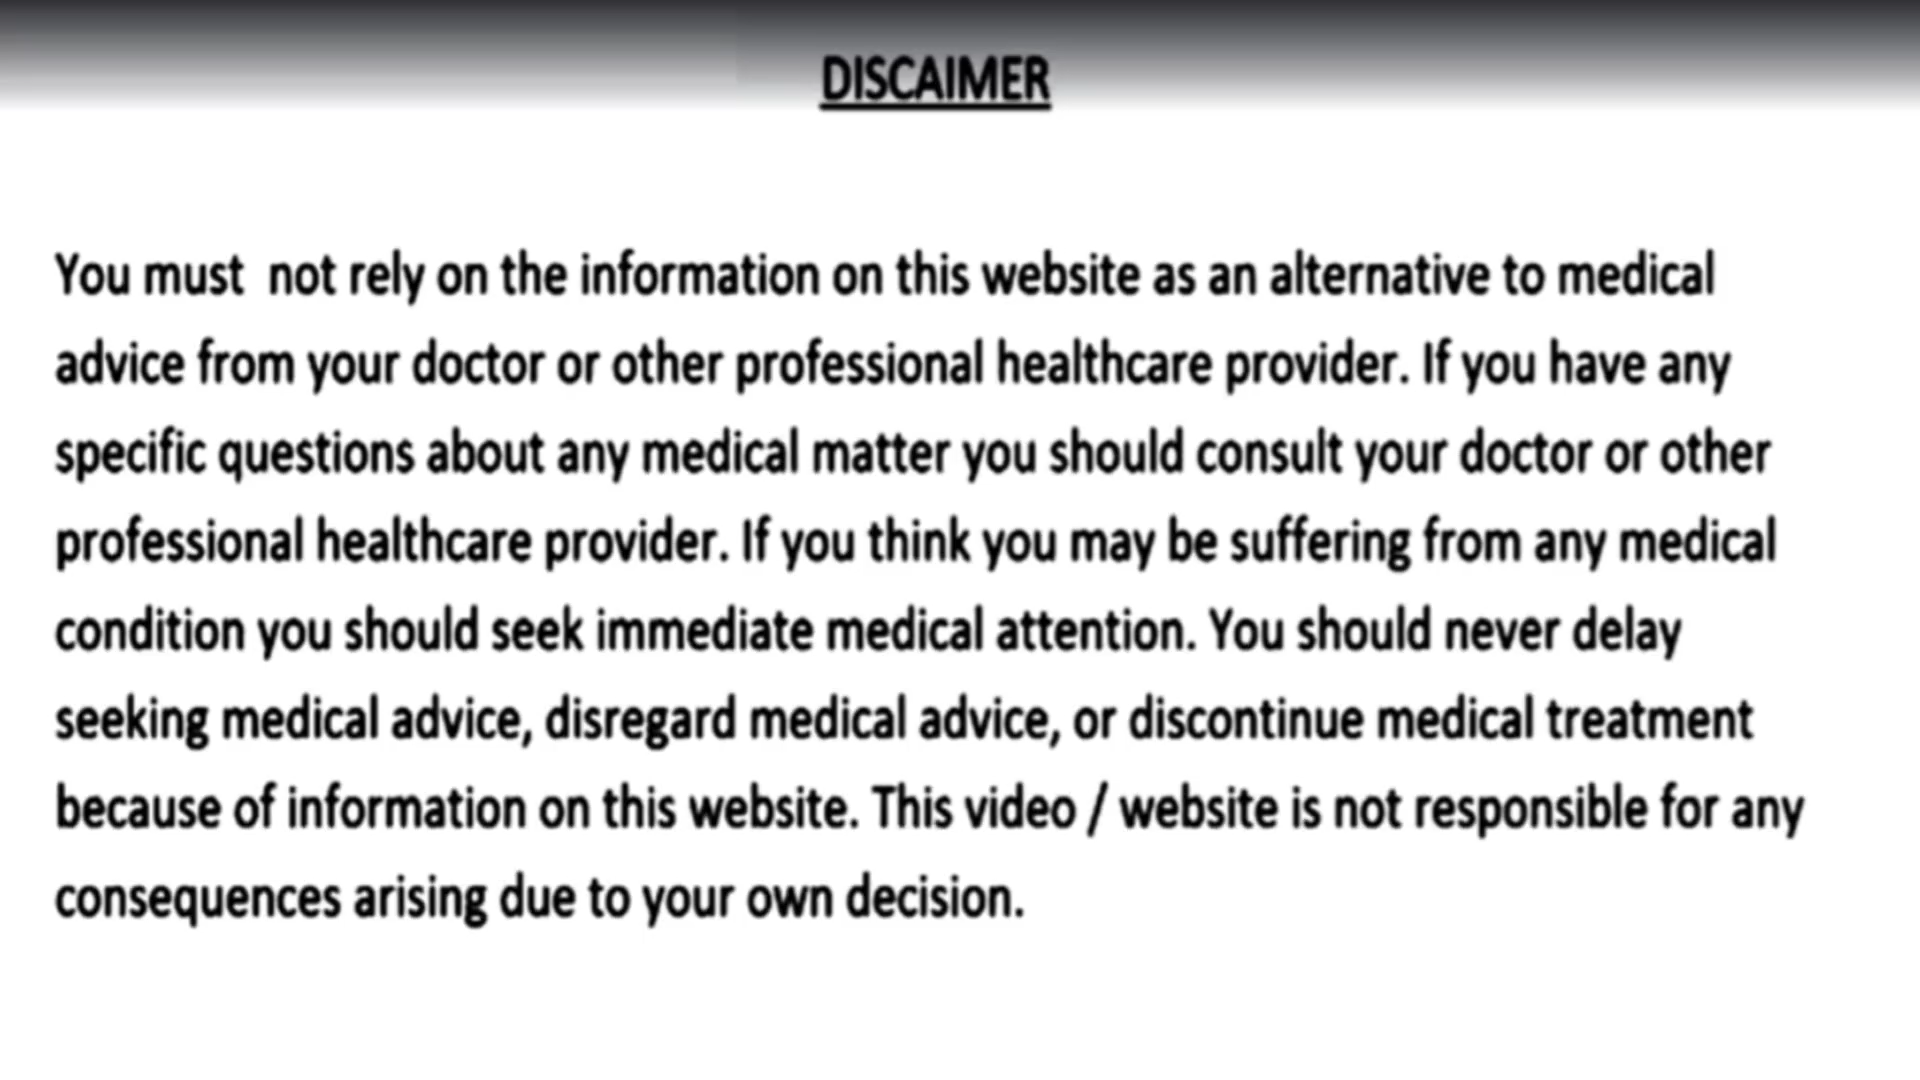 DISCAIMER
You must  not rely on the information on this website as an alternative to medical
advice from your doctor or other professional healthcare provider. If you have any
specific questions about any medical matter you should consult your doctor or other
professional healthcare provider. If you think you may be suffering from any medical
condition you should seek immediate medical attention. You should never delay
seeking medical advice, disregard medical advice, or discontinue medical treatment
because of information on this website. This video / website is not responsible for any
consequences arising due to your own decision.